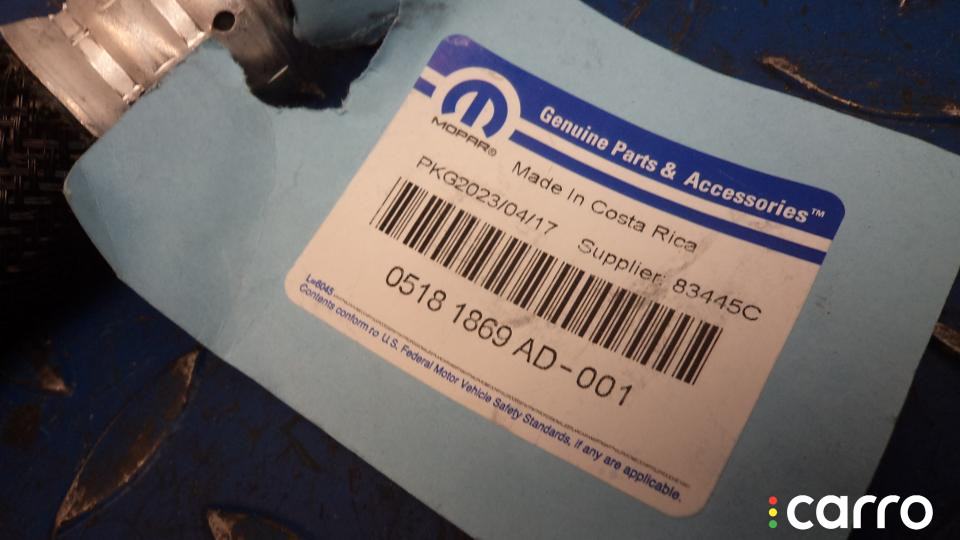 Genuine Parts & Accessories™
MOPAR®
Made In Costa Rica
PKG2023/04/17 Supplier: 83445C
0518 1869 AD-001
L=6045
Contents conform to U.S. Federal Motor Vehicle Safety Standards, if any are applicable.
carro